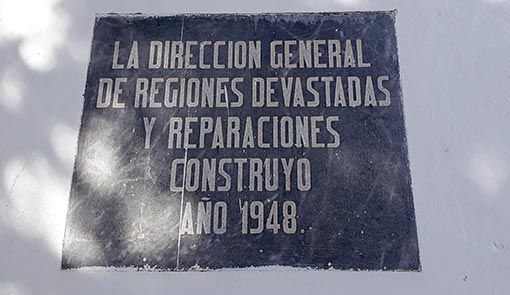 LA DIRECCION GENERAL
DE REGIONES DEVASTADAS
Y REPARACIONES
CONSTRUYO
AÑO 1948.